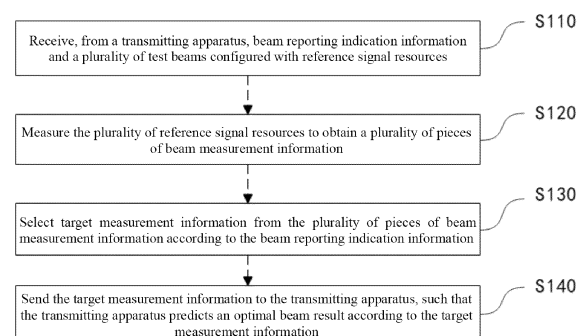 S110
Receive, from a transmitting apparatus, beam reporting indication information
and a plurality of test beams configured with reference signal resources
S120
Measure the plurality of reference signal resources to obtain a plurality of pieces
of beam measurement information
S130
Select target measurement information from the plurality of pieces of beam
measurement information according to the beam reporting indication information
S140
Send the target measurement information to the transmitting apparatus, such that
the transmitting apparatus predicts an optimal beam result according to the target
measurement information